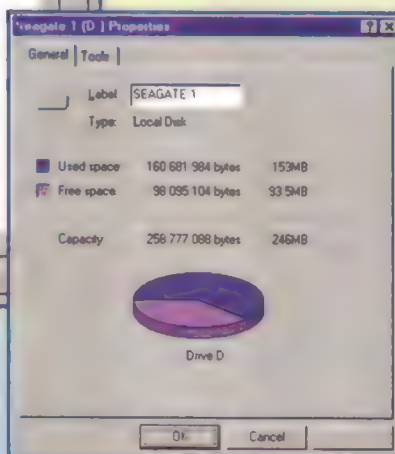 Seagate 1 (D ) Properties
General Tools
Label SEAGATE 1
Type: Local Disk
Used space 160 681 984 bytes 153MB
Free space 98 095 104 bytes 93 5MB
Capacity 258 777 088 bytes 246MB
Drive D
OK Cancel